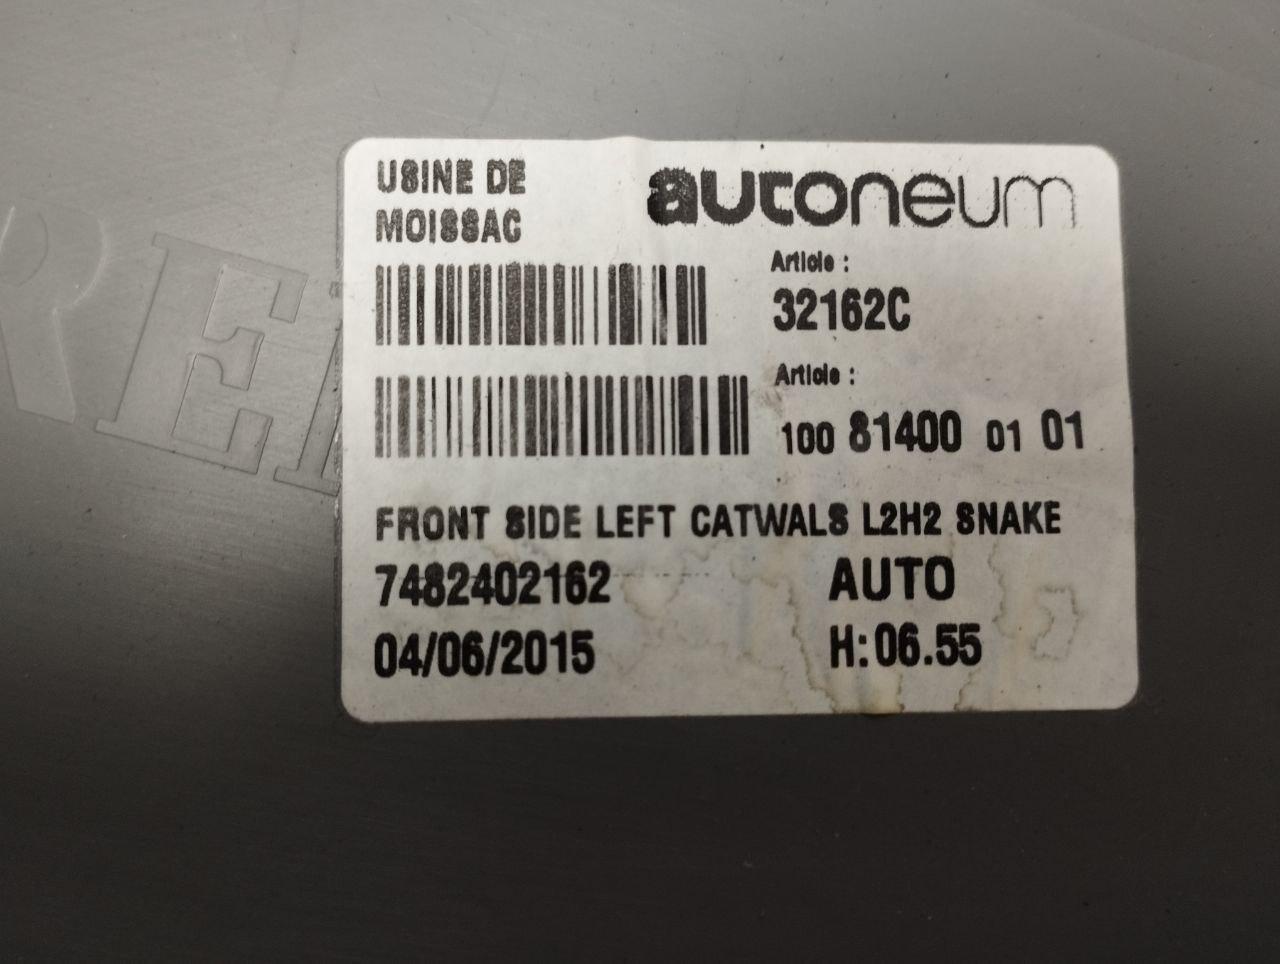 USINE DE
MOISSAC
autoneum
Article :
32162C
Article :
100 81400 01 01
FRONT SIDE LEFT CATWALS L2H2 SNAKE
7482402162
AUTO
04/06/2015
H:06.55